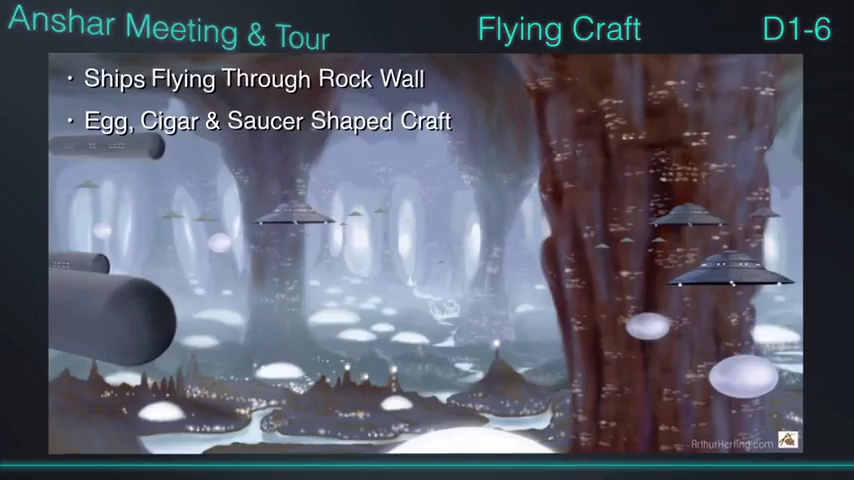 Anshar Meeting & Tour
Flying Craft
D1-6
· Ships Flying Through Rock Wall
· Egg, Cigar & Saucer Shaped Craft
ArthurHerring.com